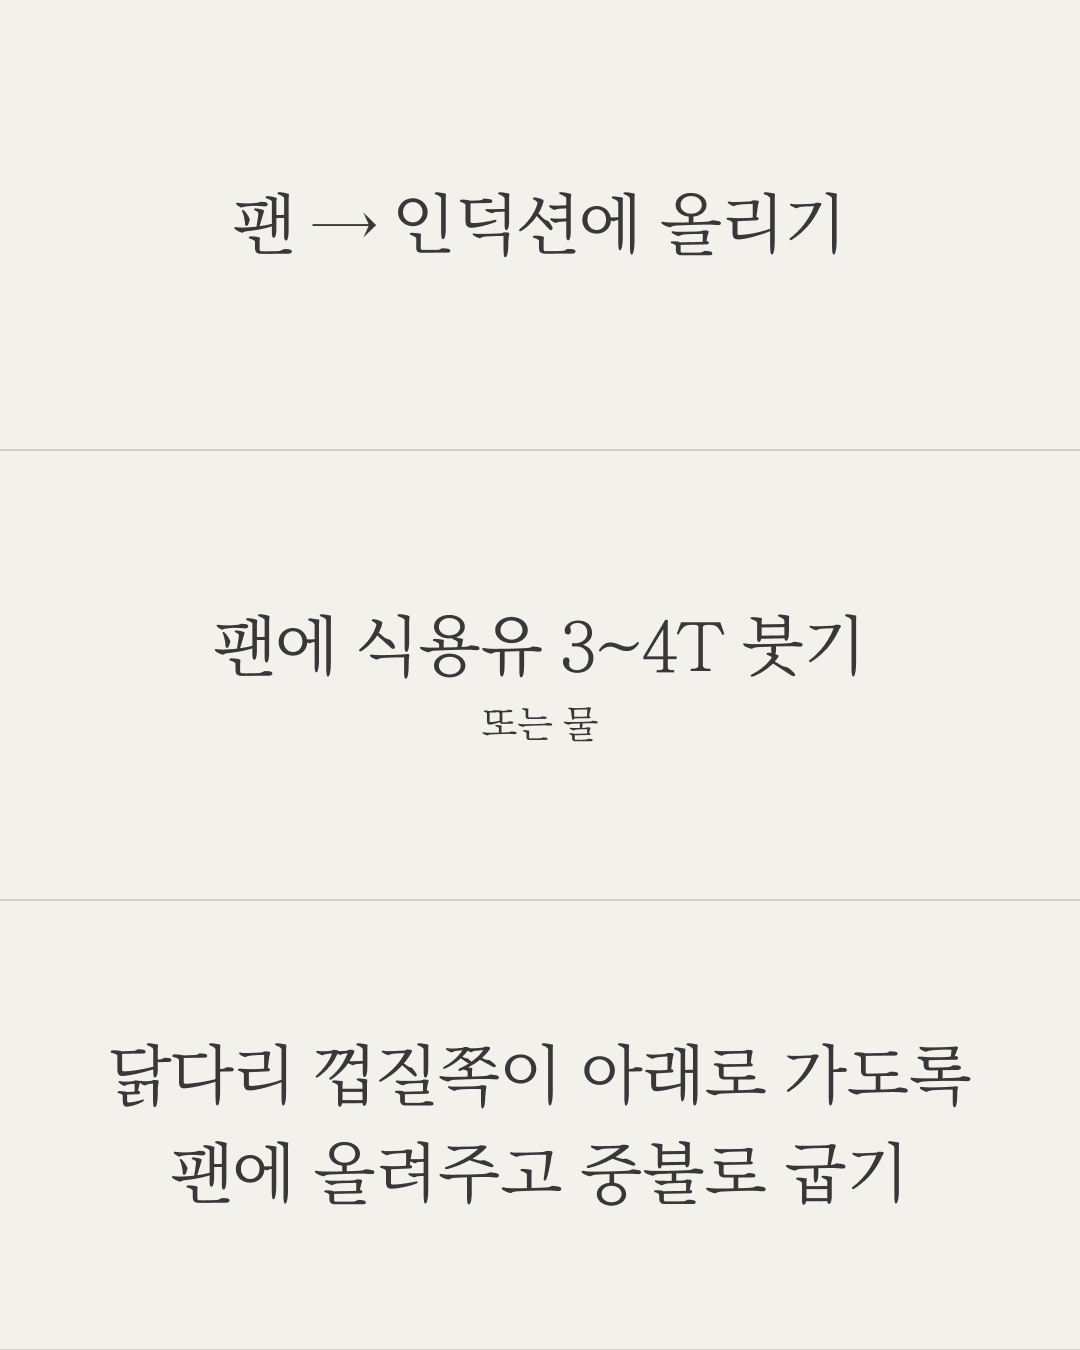 팬 → 인덕션에 올리기
팬에 식용유 3~4T 붓기
또는 물
닭다리 껍질쪽이 아래로 가도록
팬에 올려주고 중불로 굽기